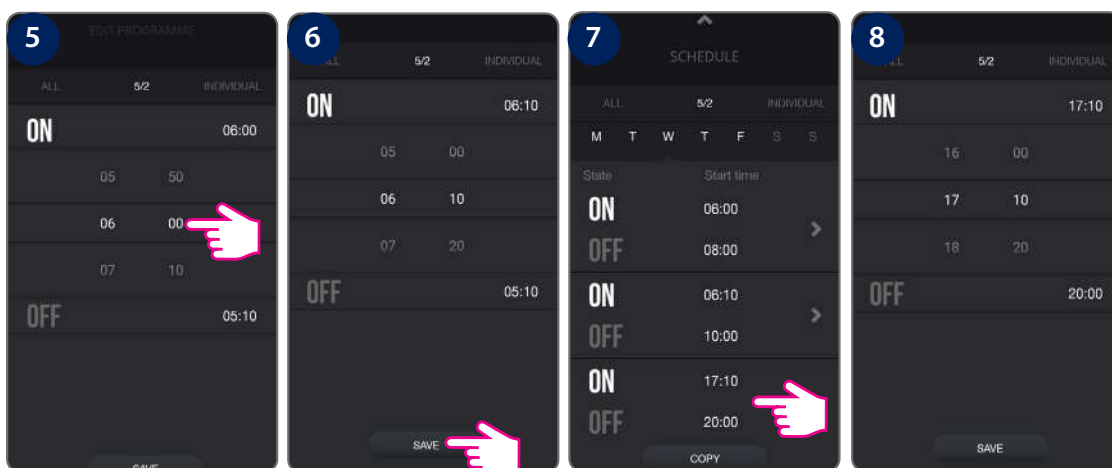 5
EDIT PROGRAMME
ALL 5/2 INDIVIDUAL
ON 06:00
05 50
06 00
07 10
OFF 05:10
SAVE
6
ALL 5/2 INDIVIDUAL
ON 06:10
05 00
06 10
07 20
OFF 05:10
SAVE
7
SCHEDULE
ALL 5/2 INDIVIDUAL
M T W T F S S
State Start time
ON 06:00
OFF 08:00
ON 06:10
OFF 10:00
ON 17:10
OFF 20:00
COPY
8
ALL 5/2 INDIVIDUAL
ON 17:10
16 00
17 10
18 20
OFF 20:00
SAVE